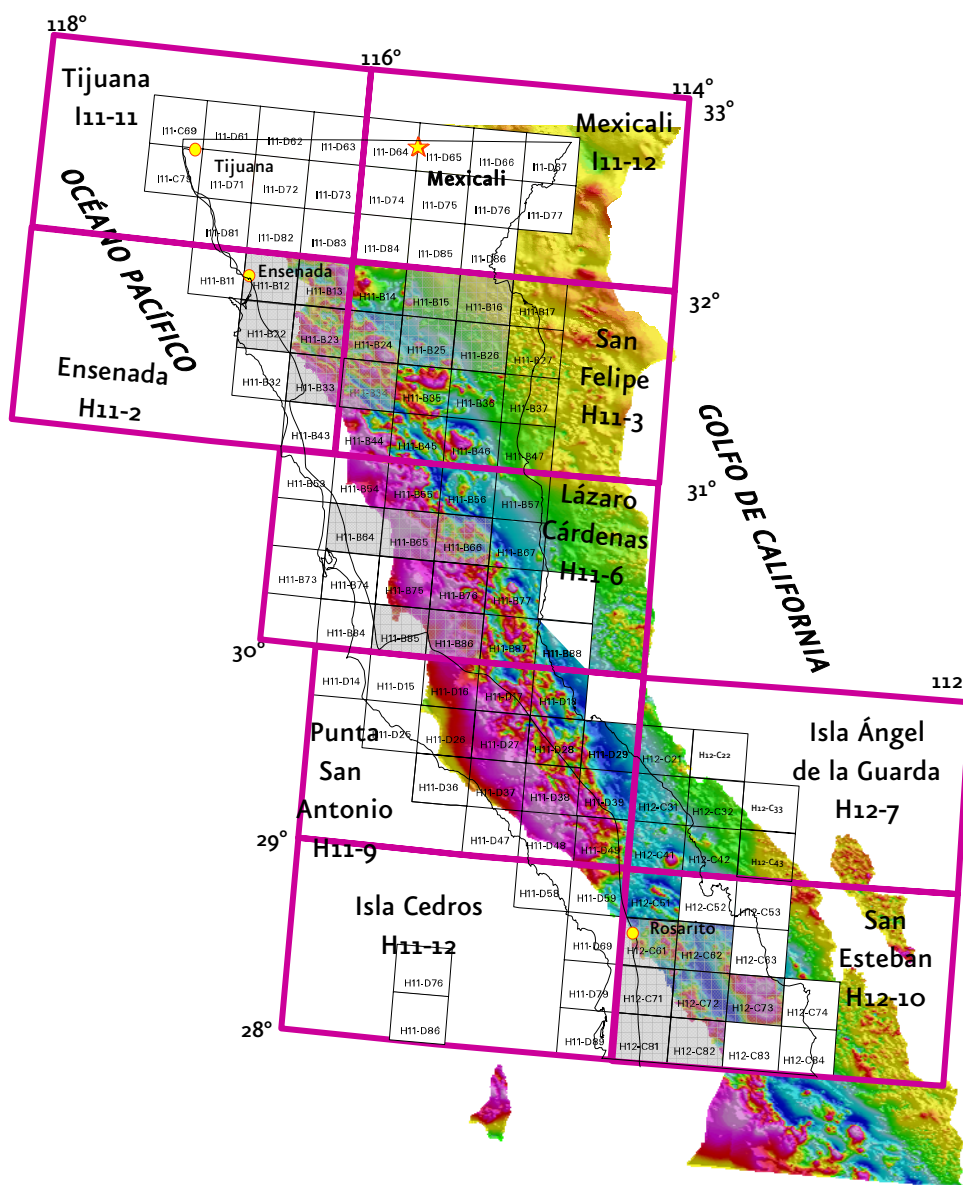 118°
116°
114°
33°
Tijuana
I11-11
Mexicali
I11-12
I11-C69
I11-D61
I11-D62
I11-D63
I11-D64
I11-D65
I11-D66
I11-D67
Tijuana
Mexicali
I11-C79
I11-D71
I11-D72
I11-D73
I11-D74
I11-D75
I11-D76
I11-D77
OCÉANO PACÍFICO
I11-D81
I11-D82
I11-D83
I11-D84
I11-D85
I11-D86
Ensenada
32°
H11-B11
H11-B12
H11-B13
H11-B14
H11-B15
H11-B16
H11-B17
San
Felipe
H11-3
H11-B22
H11-B23
H11-B24
H11-B25
H11-B26
H11-B27
Ensenada
H11-2
H11-B32
H11-B33
H11-B34
H11-B35
H11-B36
H11-B37
GOLFO DE CALIFORNIA
H11-B43
H11-B44
H11-B45
H11-B46
H11-B47
31°
H11-B53
H11-B54
H11-B55
H11-B56
H11-B57
Lázaro
Cárdenas
H11-6
H11-B64
H11-B65
H11-B66
H11-B67
H11-B73
H11-B74
H11-B75
H11-B76
H11-B77
H11-B84
H11-B85
H11-B86
H11-B87
H11-B88
30°
112°
H11-D14
H11-D15
H11-D16
H11-D17
H11-D18
Punta
San
Antonio
H11-9
Isla Ángel
de la Guarda
H12-7
H11-D25
H11-D26
H11-D27
H11-D28
H11-D29
H12-C21
H12-C22
H11-D36
H11-D37
H11-D38
H11-D39
H12-C31
H12-C32
H12-C33
29°
H11-D47
H11-D48
H11-D49
H12-C41
H12-C42
H12-C43
Isla Cedros
H11-12
San
Esteban
H12-10
H11-D58
H11-D59
H12-C51
H12-C52
H12-C53
Rosarito
H11-D69
H12-C61
H12-C62
H12-C63
H11-D76
H11-D79
H12-C71
H12-C72
H12-C73
H12-C74
28°
H11-D86
H11-D89
H12-C81
H12-C82
H12-C83
H12-C84